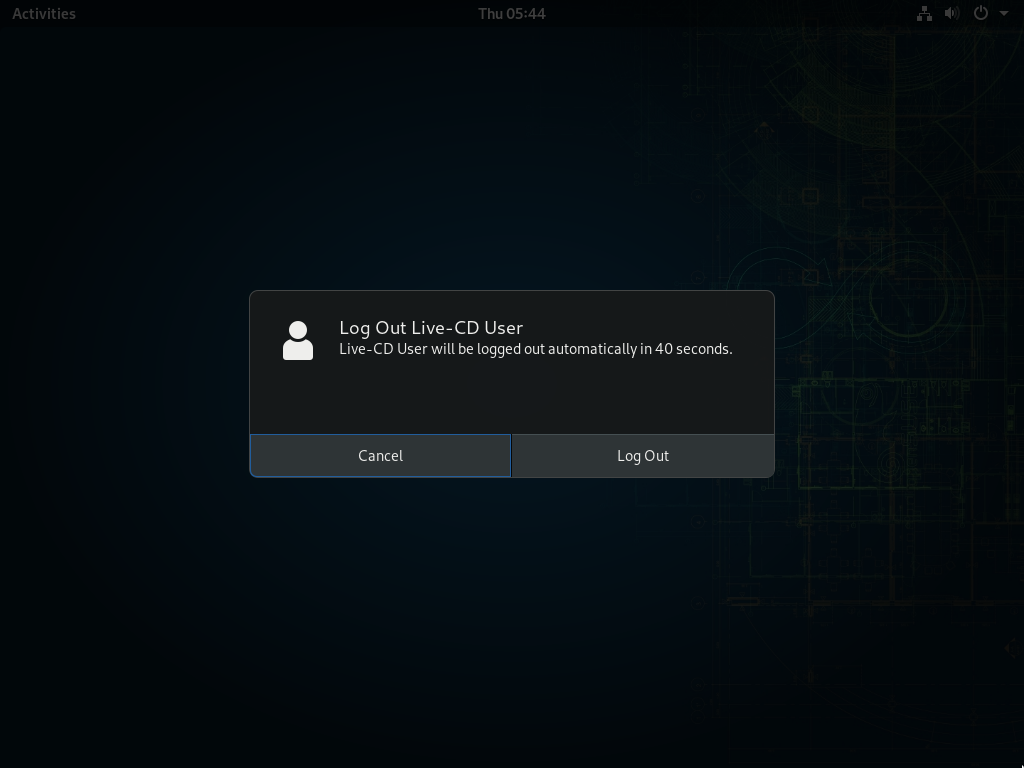 Activities
Thu 05:44
Log Out Live-CD User
Live-CD User will be logged out automatically in 40 seconds.
Cancel
Log Out